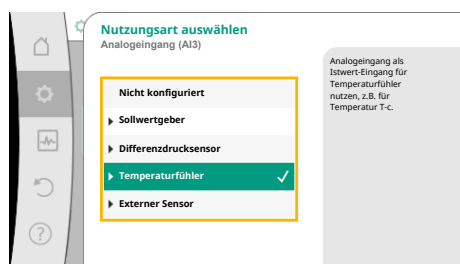 Nutzungsart auswählen
Analogeingang (AI3)
Nicht konfiguriert
Sollwertgeber
Differenzdrucksensor
Temperaturfühler
Externer Sensor
Analogeingang als
Istwert-Eingang für
Temperaturfühler
nutzen, z.B. für
Temperatur T-c.
?